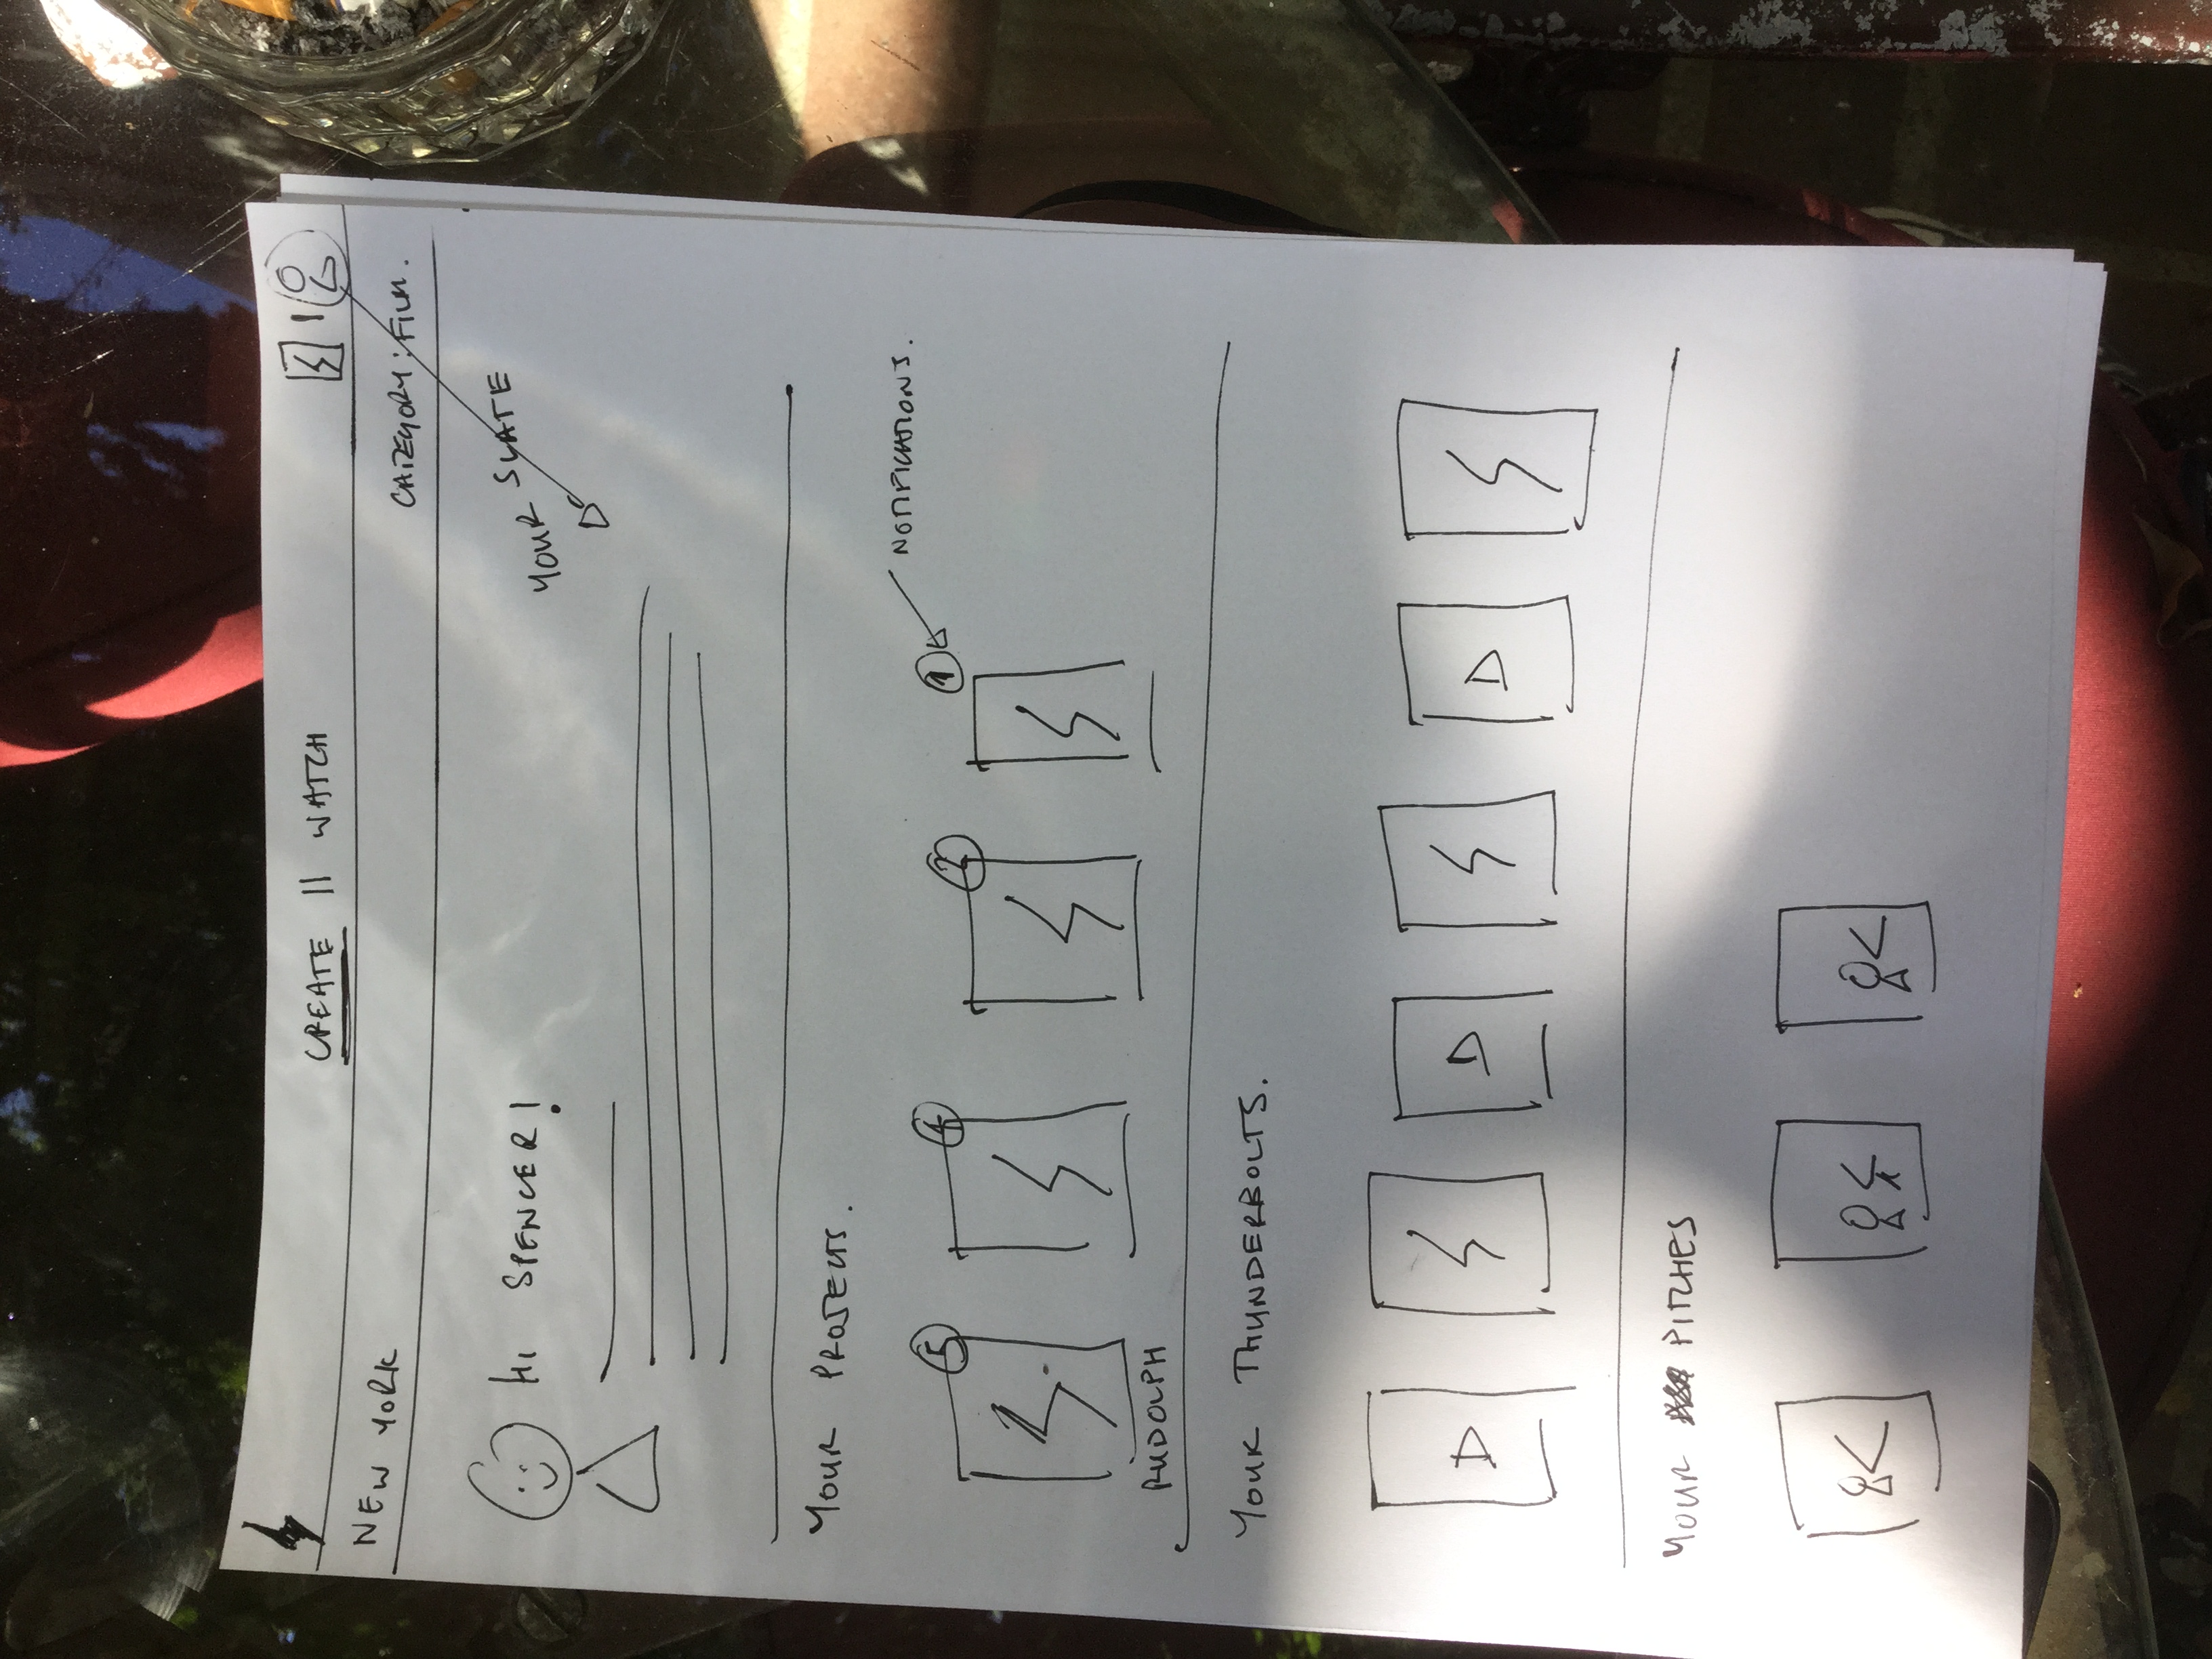 CREATE || WATCH
NEW YORK
CATEGORY: FILM.
HI SPENCER!
YOUR SLATE
YOUR PROJECTS.
NOTIFICATIONS.
5 4 2 1
RUDOLPH
YOUR THUNDERBOLTS.
YOUR PITCHES